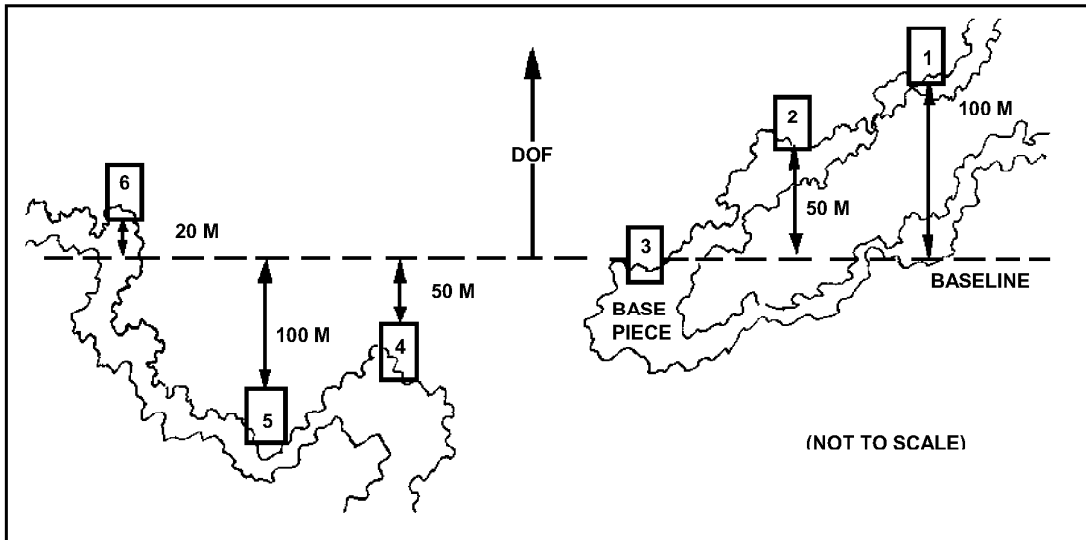 1
100 M
2
DOF
6
50 M
20 M
3
50 M
BASELINE
BASE
PIECE
100 M
4
5
(NOT TO SCALE)